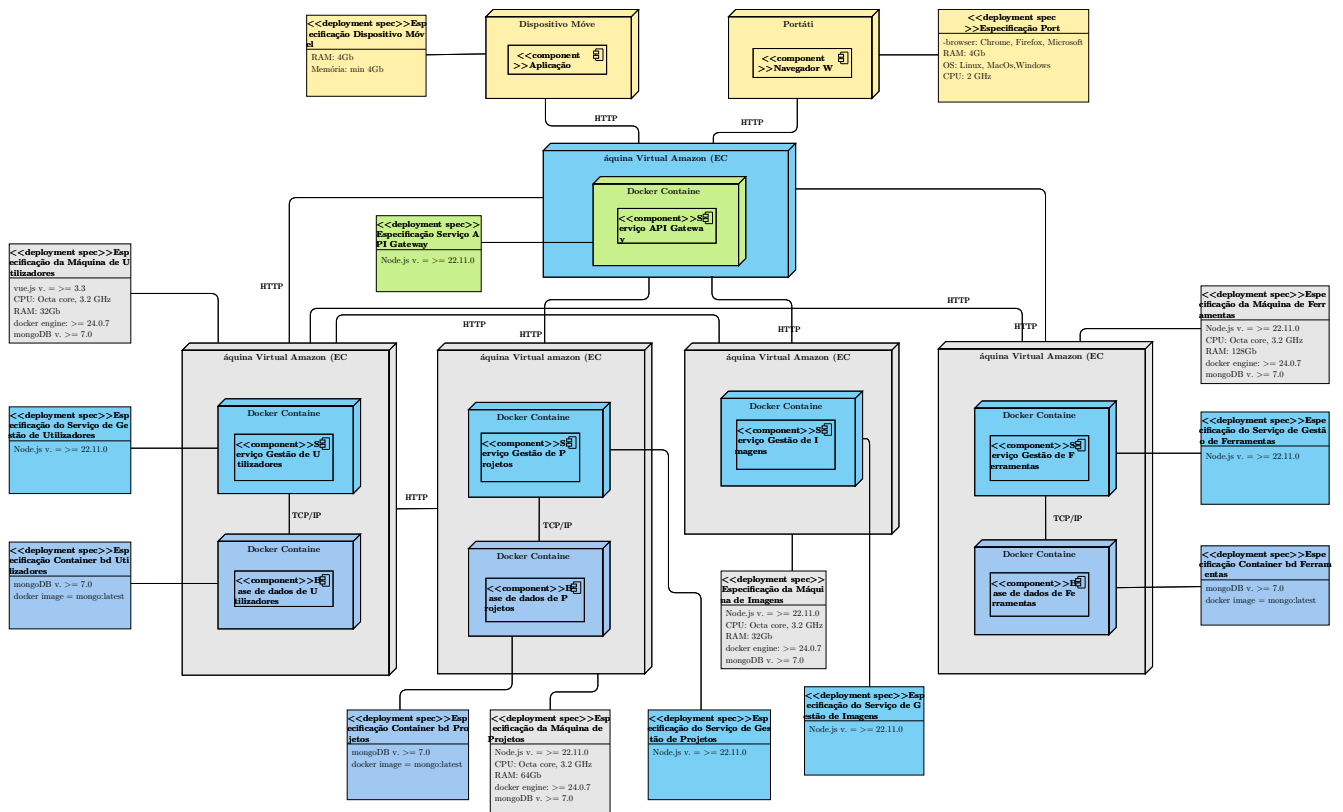 <<deployment spec>>Esp
ecificação Dispositivo Móv
el
RAM: 4Gb
Memória: min 4Gb
Dispositivo Móve
<<component
>>Aplicação
Portáti
<<component
>>Navegador W
<<deployment spec
>>Especificação Port
-browser: Chrome, Firefox, Microsoft
RAM: 4Gb
OS: Linux, MacOs,Windows
CPU: 2 GHz
HTTP
HTTP
áquina Virtual Amazon (EC
Docker Containe
<<component>>S
erviço API Gatewa
y
<<deployment spec>>
Especificação Serviço A
PI Gateway
Node.js v. = >= 22.11.0
<<deployment spec>>Esp
ecificação da Máquina de U
tilizadores
vue.js v. = >= 3.3
CPU: Octa core, 3.2 GHz
RAM: 32Gb
docker engine: >= 24.0.7
mongoDB v. >= 7.0
HTTP
HTTP
HTTP
HTTP
HTTP
HTTP
<<deployment spec>>Espe
cificação da Máquina de Ferr
amentas
Node.js v. = >= 22.11.0
CPU: Octa core, 3.2 GHz
RAM: 128Gb
docker engine: >= 24.0.7
mongoDB v. >= 7.0
áquina Virtual Amazon (EC
Docker Containe
<<component>>S
erviço Gestão de U
tilizadores
TCP/IP
Docker Containe
<<component>>B
ase de dados de U
tilizadores
áquina Virtual amazon (EC
Docker Containe
<<component>>S
erviço Gestão de P
rojetos
TCP/IP
Docker Containe
<<component>>B
ase de dados de P
rojetos
áquina Virtual Amazon (EC
Docker Containe
<<component>>S
erviço Gestão de I
magens
áquina Virtual Amazon (EC
Docker Containe
<<component>>S
erviço Gestão de F
erramentas
TCP/IP
Docker Containe
<<component>>B
ase de dados de Fe
rramentas
<<deployment spec>>Esp
ecificação do Serviço de Ge
stão de Utilizadores
Node.js v. = >= 22.11.0
HTTP
<<deployment spec>>Espe
cificação do Serviço de Gestã
o de Ferramentas
Node.js v. = >= 22.11.0
<<deployment spec>>Esp
ecificação Container bd Uti
lizadores
mongoDB v. >= 7.0
docker image = mongo:latest
<<deployment spec>>Espe
cificação Container bd Ferram
entas
mongoDB v. >= 7.0
docker image = mongo:latest
<<deployment spec>>
Especificação da Máqui
na de Imagens
Node.js v. = >= 22.11.0
CPU: Octa core, 3.2 GHz
RAM: 32Gb
docker engine: >= 24.0.7
mongoDB v. >= 7.0
<<deployment spec>>Esp
ecificação Container bd Pro
jetos
mongoDB v. >= 7.0
docker image = mongo:latest
<<deployment spec>>Esp
ecificação da Máquina de
Projetos
Node.js v. = >= 22.11.0
CPU: Octa core, 3.2 GHz
RAM: 64Gb
docker engine: >= 24.0.7
mongoDB v. >= 7.0
<<deployment spec>>Esp
ecificação do Serviço de Ges
tão de Projetos
Node.js v. = >= 22.11.0
<<deployment spec>>Esp
ecificação do Serviço de G
estão de Imagens
Node.js v. = >= 22.11.0